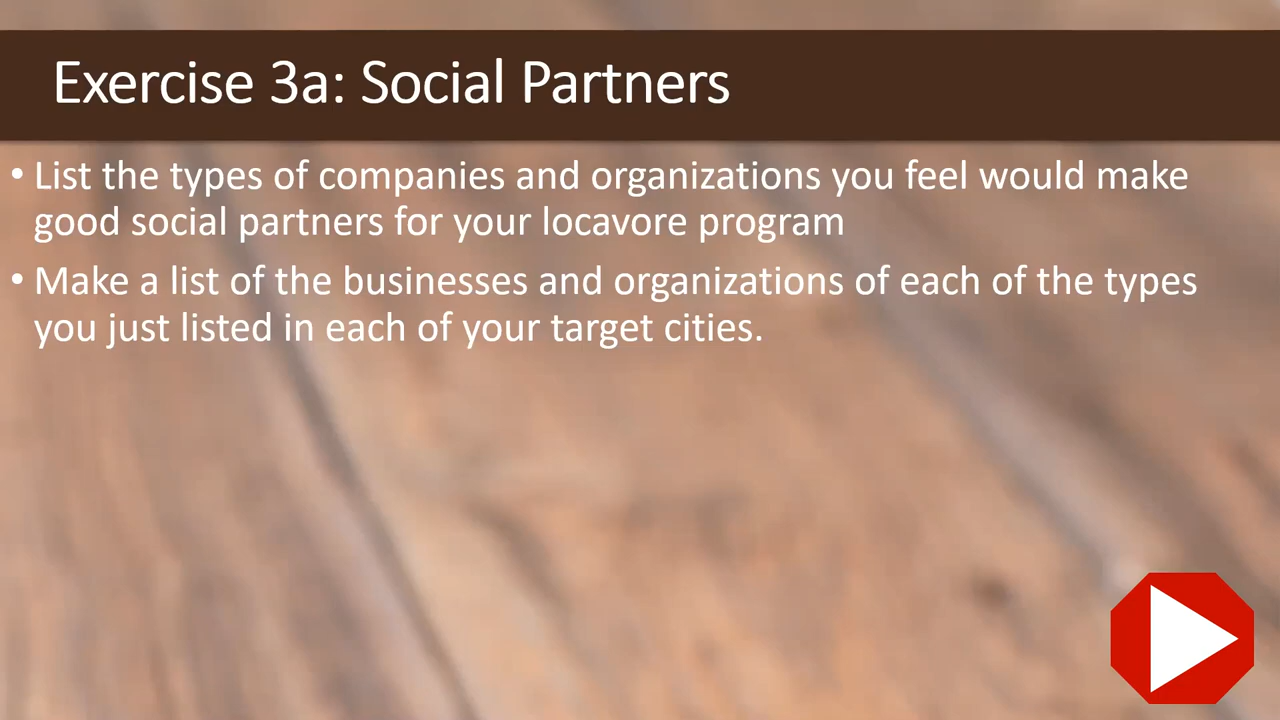 Exercise 3a: Social Partners
• List the types of companies and organizations you feel would make
good social partners for your locavore program
• Make a list of the businesses and organizations of each of the types
you just listed in each of your target cities.